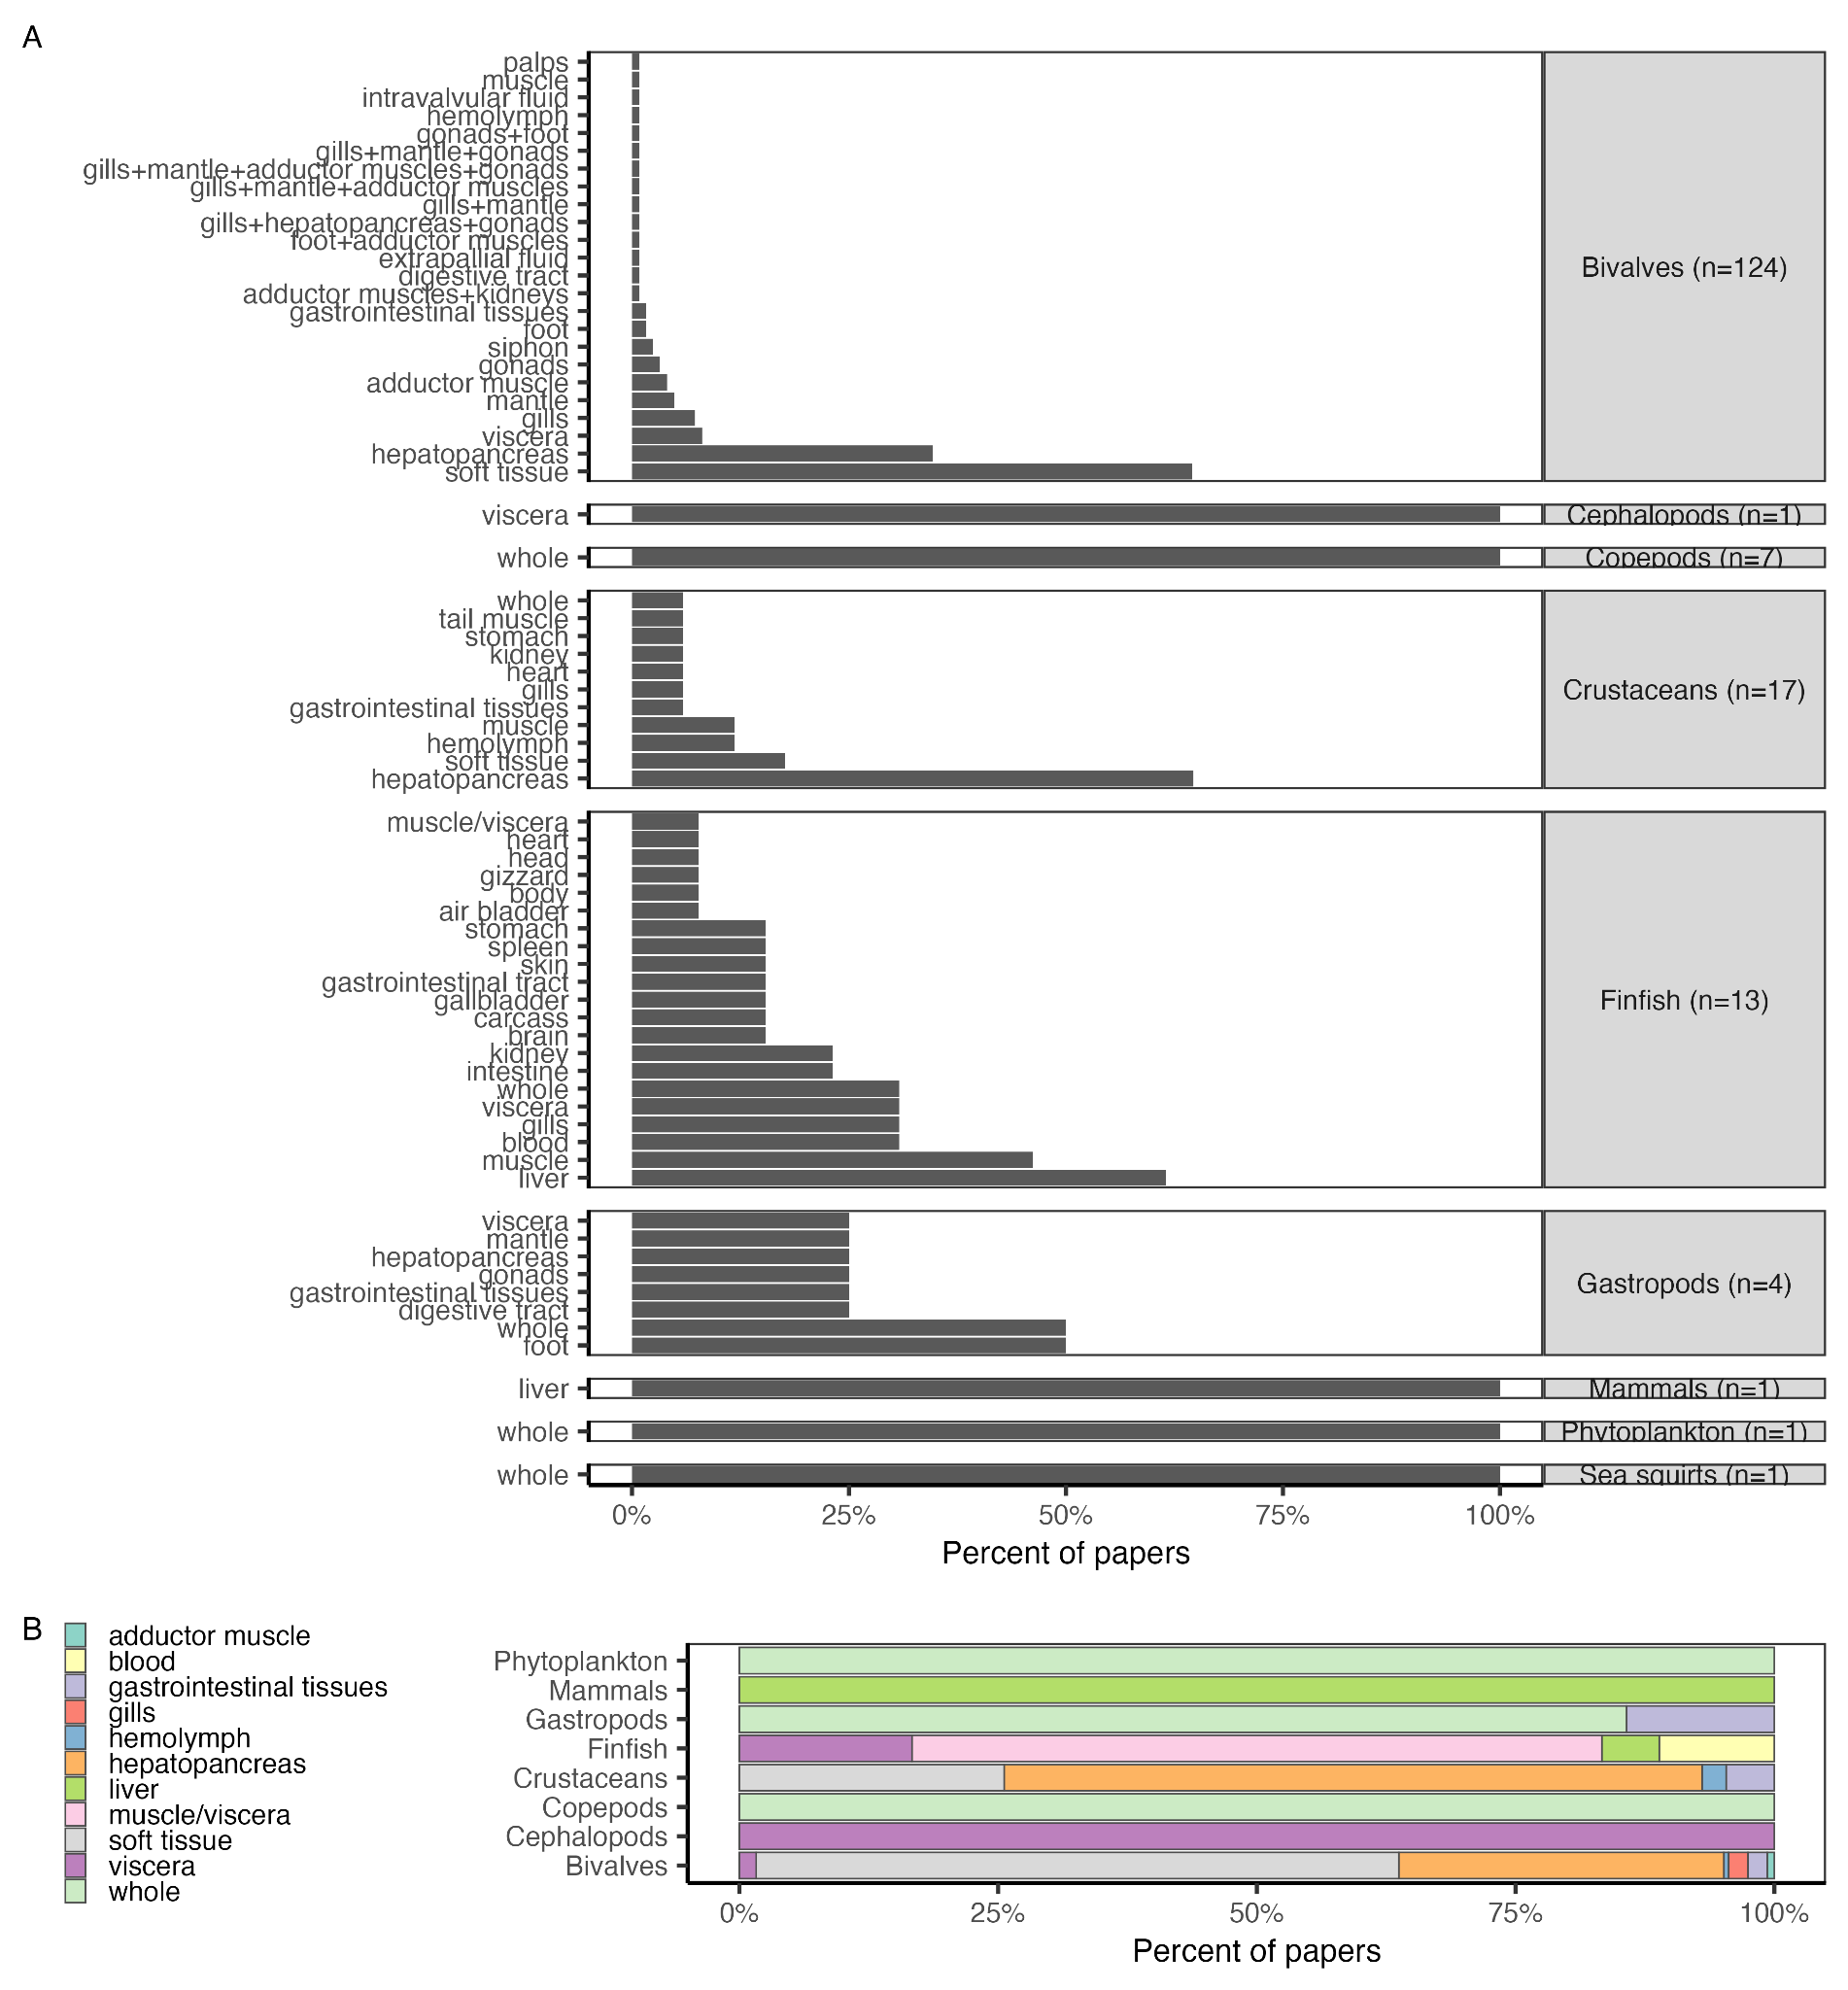 A
palps
muscle
intravalvular fluid
hemolymph
gonads+foot
gills+mantle+gonads
gills+mantle+adductor muscles+gonads
gills+mantle+adductor muscles
gills+mantle
gills+hepatopancreas+gonads
foot+adductor muscles
extrapallial fluid
digestive tract
adductor muscles+kidneys
gastrointestinal tissues
foot
siphon
gonads
adductor muscle
mantle
gills
viscera
hepatopancreas
soft tissue
Bivalves (n=124)
viscera
Cephalopods (n=1)
whole
Copepods (n=7)
whole
tail muscle
stomach
kidney
heart
gills
gastrointestinal tissues
muscle
hemolymph
soft tissue
hepatopancreas
Crustaceans (n=17)
muscle/viscera
heart
head
gizzard
body
air bladder
stomach
spleen
skin
gastrointestinal tract
gallbladder
carcass
brain
kidney
intestine
whole
viscera
gills
blood
muscle
liver
Finfish (n=13)
viscera
mantle
hepatopancreas
gonads
gastrointestinal tissues
digestive tract
whole
foot
Gastropods (n=4)
liver
Mammals (n=1)
whole
Phytoplankton (n=1)
whole
Sea squirts (n=1)
0% 25% 50% 75% 100%
Percent of papers
B
adductor muscle
blood
gastrointestinal tissues
gills
hemolymph
hepatopancreas
liver
muscle/viscera
soft tissue
viscera
whole
Phytoplankton
Mammals
Gastropods
Finfish
Crustaceans
Copepods
Cephalopods
Bivalves
0% 25% 50% 75% 100%
Percent of papers